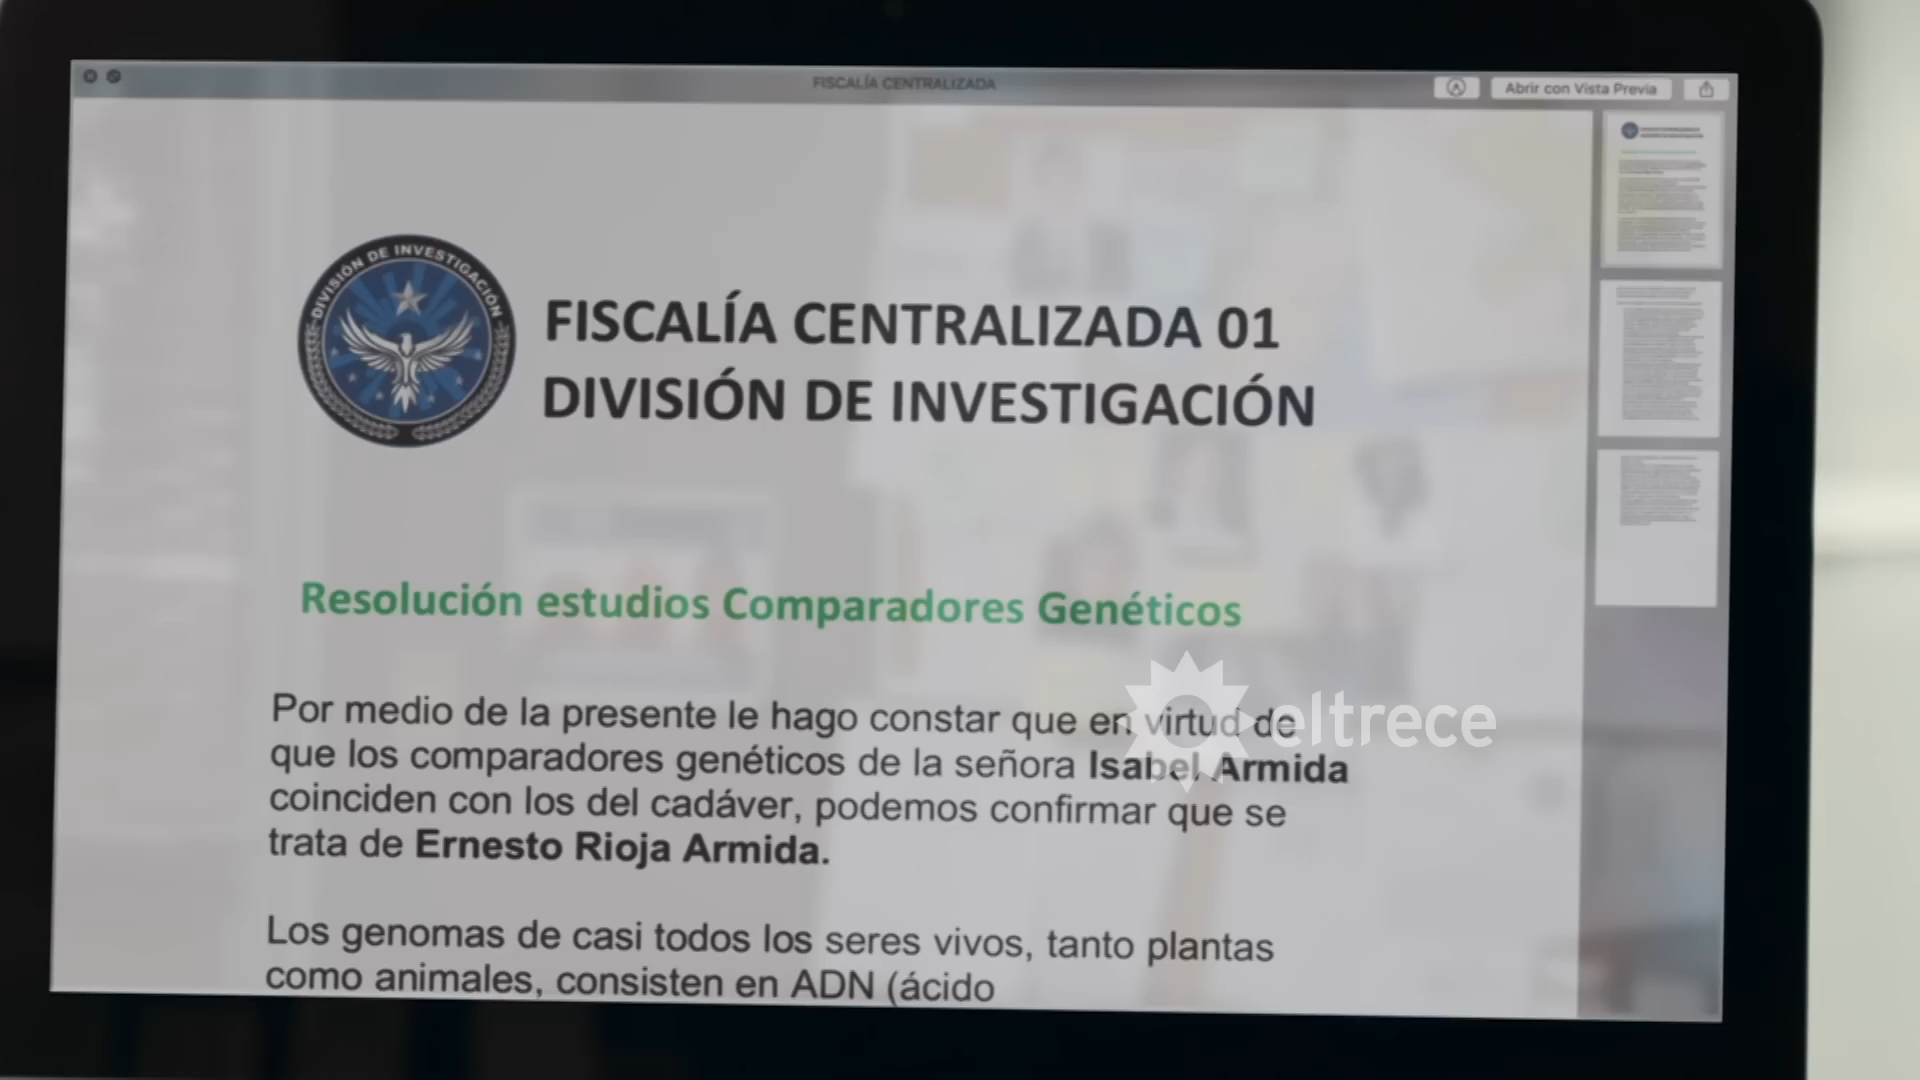 FISCALÍA CENTRALIZADA
Abrir con Vista Previa
DIVISIÓN DE INVESTIGACIÓN
FISCALÍA CENTRALIZADA 01
DIVISIÓN DE INVESTIGACIÓN
Resolución estudios Comparadores Genéticos
Por medio de la presente le hago constar que en virtud de
que los comparadores genéticos de la señora Isabel Armida
coinciden con los del cadáver, podemos confirmar que se
trata de Ernesto Rioja Armida.
Los genomas de casi todos los seres vivos, tanto plantas
como animales, consisten en ADN (ácido
eltrece